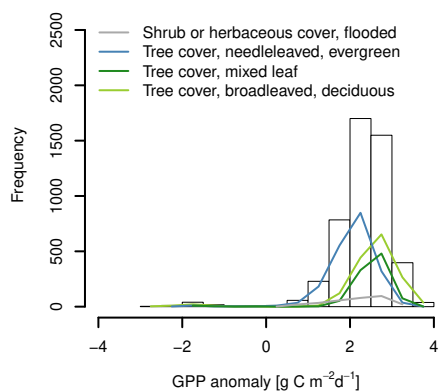 2500
2000
1500
1000
500
0
Frequency
Shrub or herbaceous cover, flooded
Tree cover, needleleaved, evergreen
Tree cover, mixed leaf
Tree cover, broadleaved, deciduous
−4 −2 0 2 4
GPP anomaly [g C m⁻²d⁻¹]